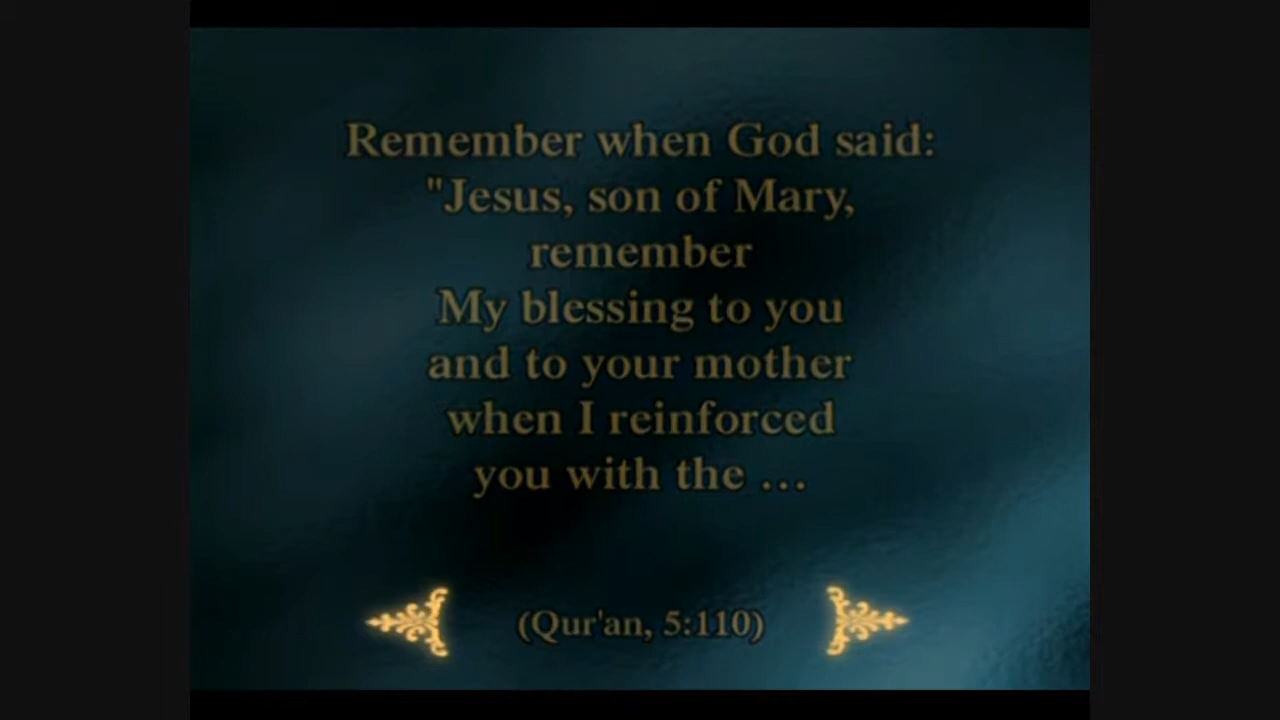 Remember when God said:
"Jesus, son of Mary,
remember
My blessing to you
and to your mother
when I reinforced
you with the …
(Qur'an, 5:110)